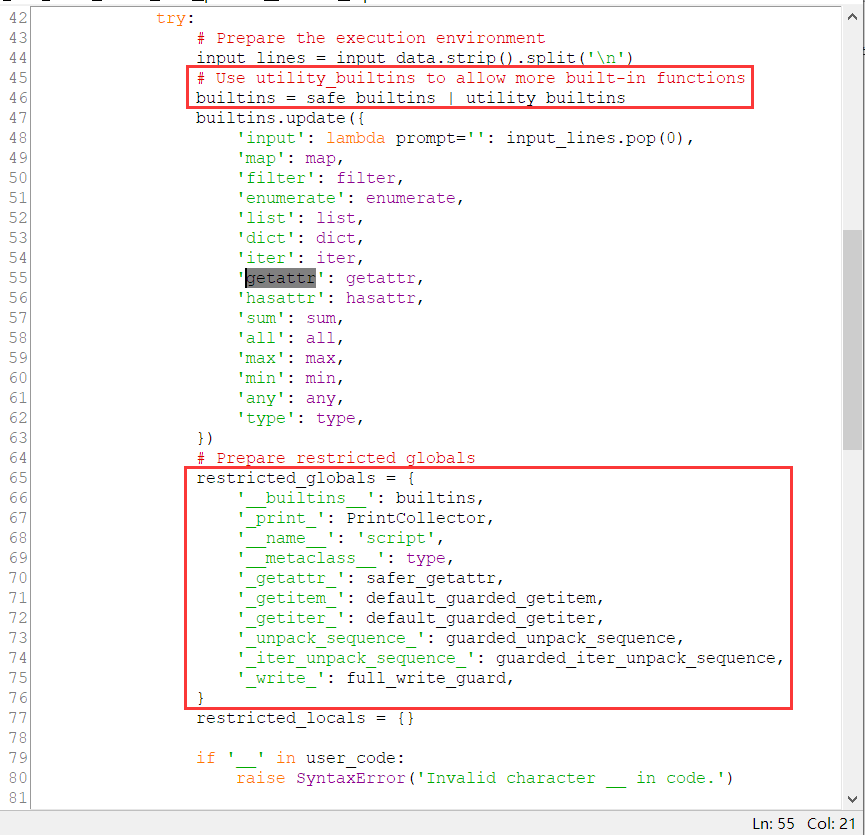 42 try:
43 # Prepare the execution environment
44 input_lines = input_data.strip().split('\n')
45 # Use utility_builtins to allow more built-in functions
46 builtins = safe_builtins | utility_builtins
47 builtins.update({
48 'input': lambda prompt='': input_lines.pop(0),
49 'map': map,
50 'filter': filter,
51 'enumerate': enumerate,
52 'list': list,
53 'dict': dict,
54 'iter': iter,
55 'getattr': getattr,
56 'hasattr': hasattr,
57 'sum': sum,
58 'all': all,
59 'max': max,
60 'min': min,
61 'any': any,
62 'type': type,
63 })
64 # Prepare restricted globals
65 restricted_globals = {
66 '__builtins__': builtins,
67 '_print_': PrintCollector,
68 '__name__': 'script',
69 '__metaclass__': type,
70 '_getattr_': safer_getattr,
71 '_getitem_': default_guarded_getitem,
72 '_getiter_': default_guarded_getiter,
73 '_unpack_sequence_': guarded_unpack_sequence,
74 '_iter_unpack_sequence_': guarded_iter_unpack_sequence,
75 '_write_': full_write_guard,
76 }
77 restricted_locals = {}
78
79 if '__' in user_code:
80 raise SyntaxError('Invalid character __ in code.')
81
Ln: 55 Col: 21